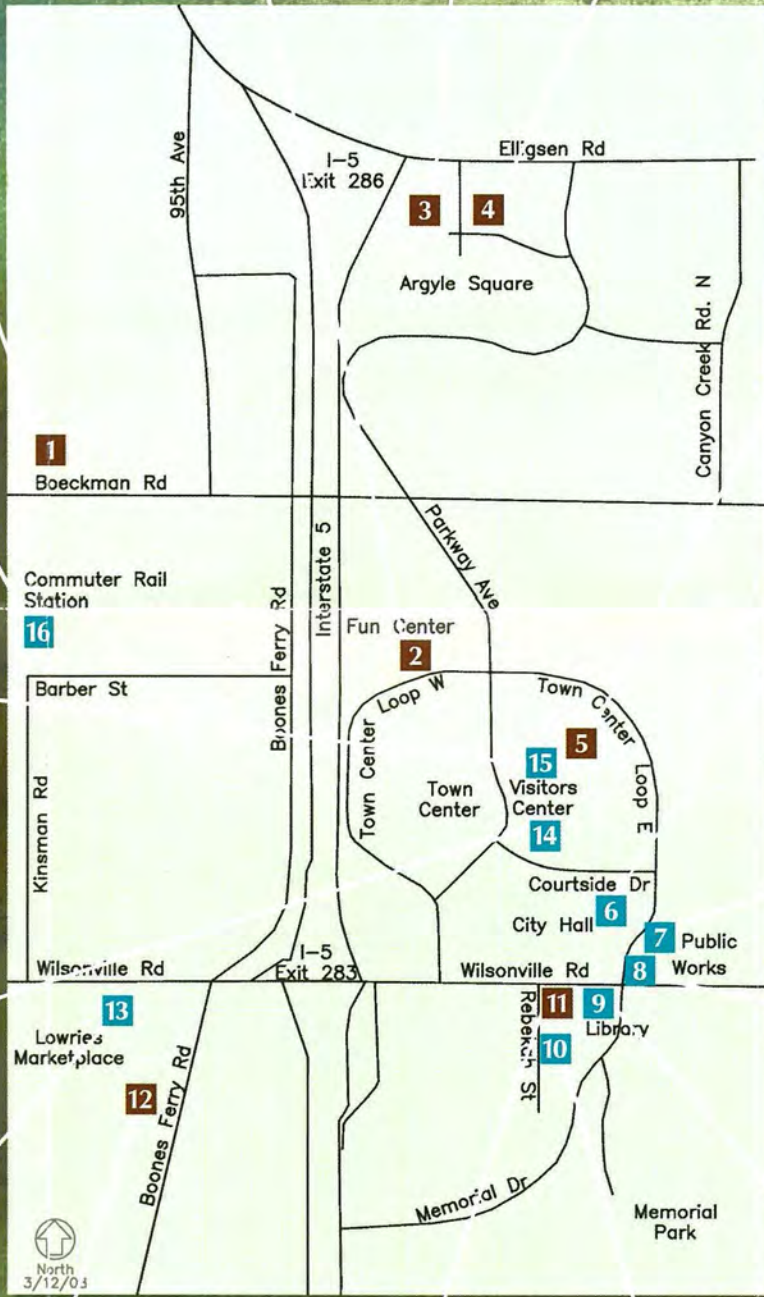 Elligsen Rd
I-5
Exit 286
95th Ave
3
4
Argyle Square
Canyon Creek Rd. N
1
Boeckman Rd
Parkway Ave
Interstate 5
Commuter Rail
Station
16
Fun Center
2
Barber St
Boones Ferry Rd
Loop W
Town Center
Town Center
Loop E
5
15
Town
Center
Visitors
Center
14
Kinsman Rd
Courtside Dr
6
City Hall
7
Public
Works
8
I-5
Exit 283
Wilsonville Rd
Wilsonville Rd
13
11
9
Library
Lowries
Marketplace
Rebekah St
10
12
Boones Ferry Rd
Memorial Dr
Memorial
Park
North
3/12/03